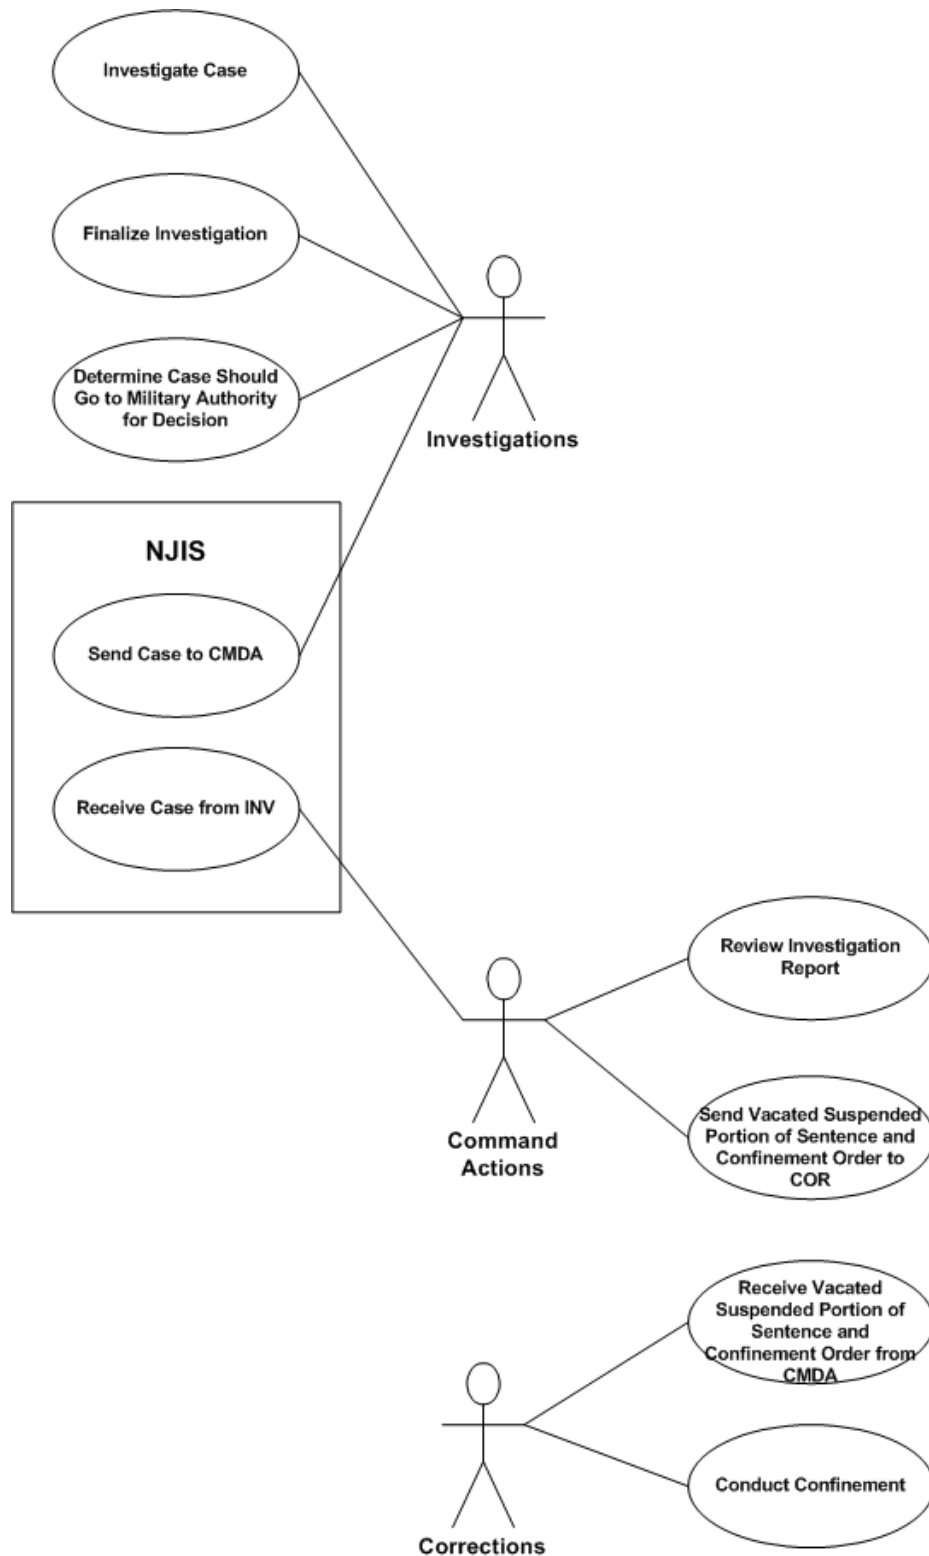 Investigate Case
Finalize Investigation
Determine Case Should
Go to Military Authority
for Decision
Investigations
NJIS
Send Case to CMDA
Receive Case from INV
Review Investigation
Report
Command
Actions
Send Vacated Suspended
Portion of Sentence and
Confinement Order to
COR
Receive Vacated
Suspended Portion of
Sentence and
Confinement Order from
CMDA
Conduct Confinement
Corrections